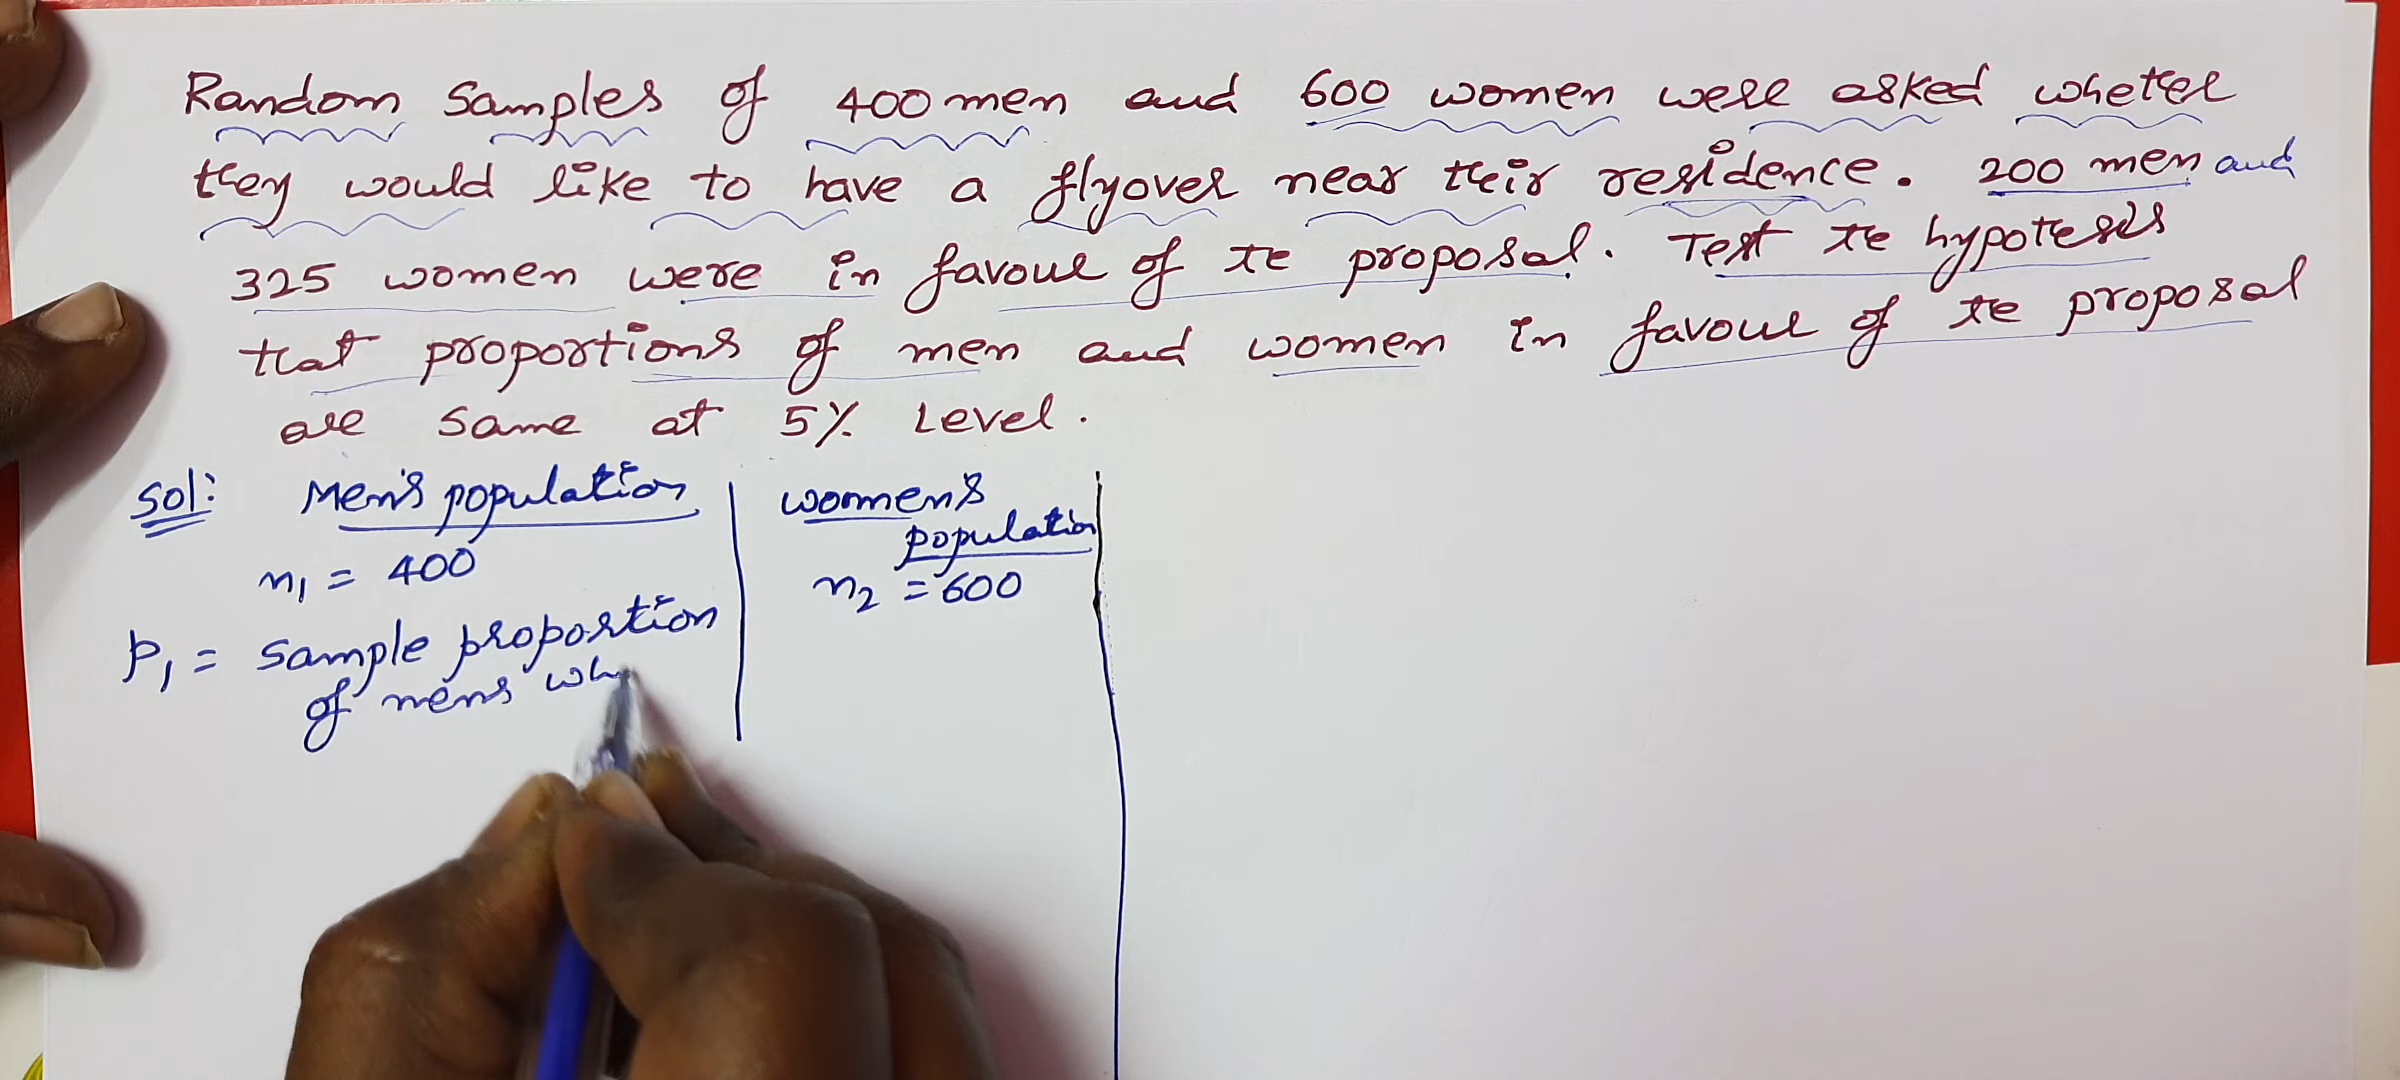 Random samples of 400 men and 600 women were asked whether
they would like to have a flyover near their residence. 200 men and
325 women were in favour of the proposal. Test the hypothesis
that proportions of men and women in favour of the proposal
are same at 5% Level.
Sol: Men's population
n₁ = 400
p₁ = sample proportion
of mens wh
women's
population
n₂ = 600